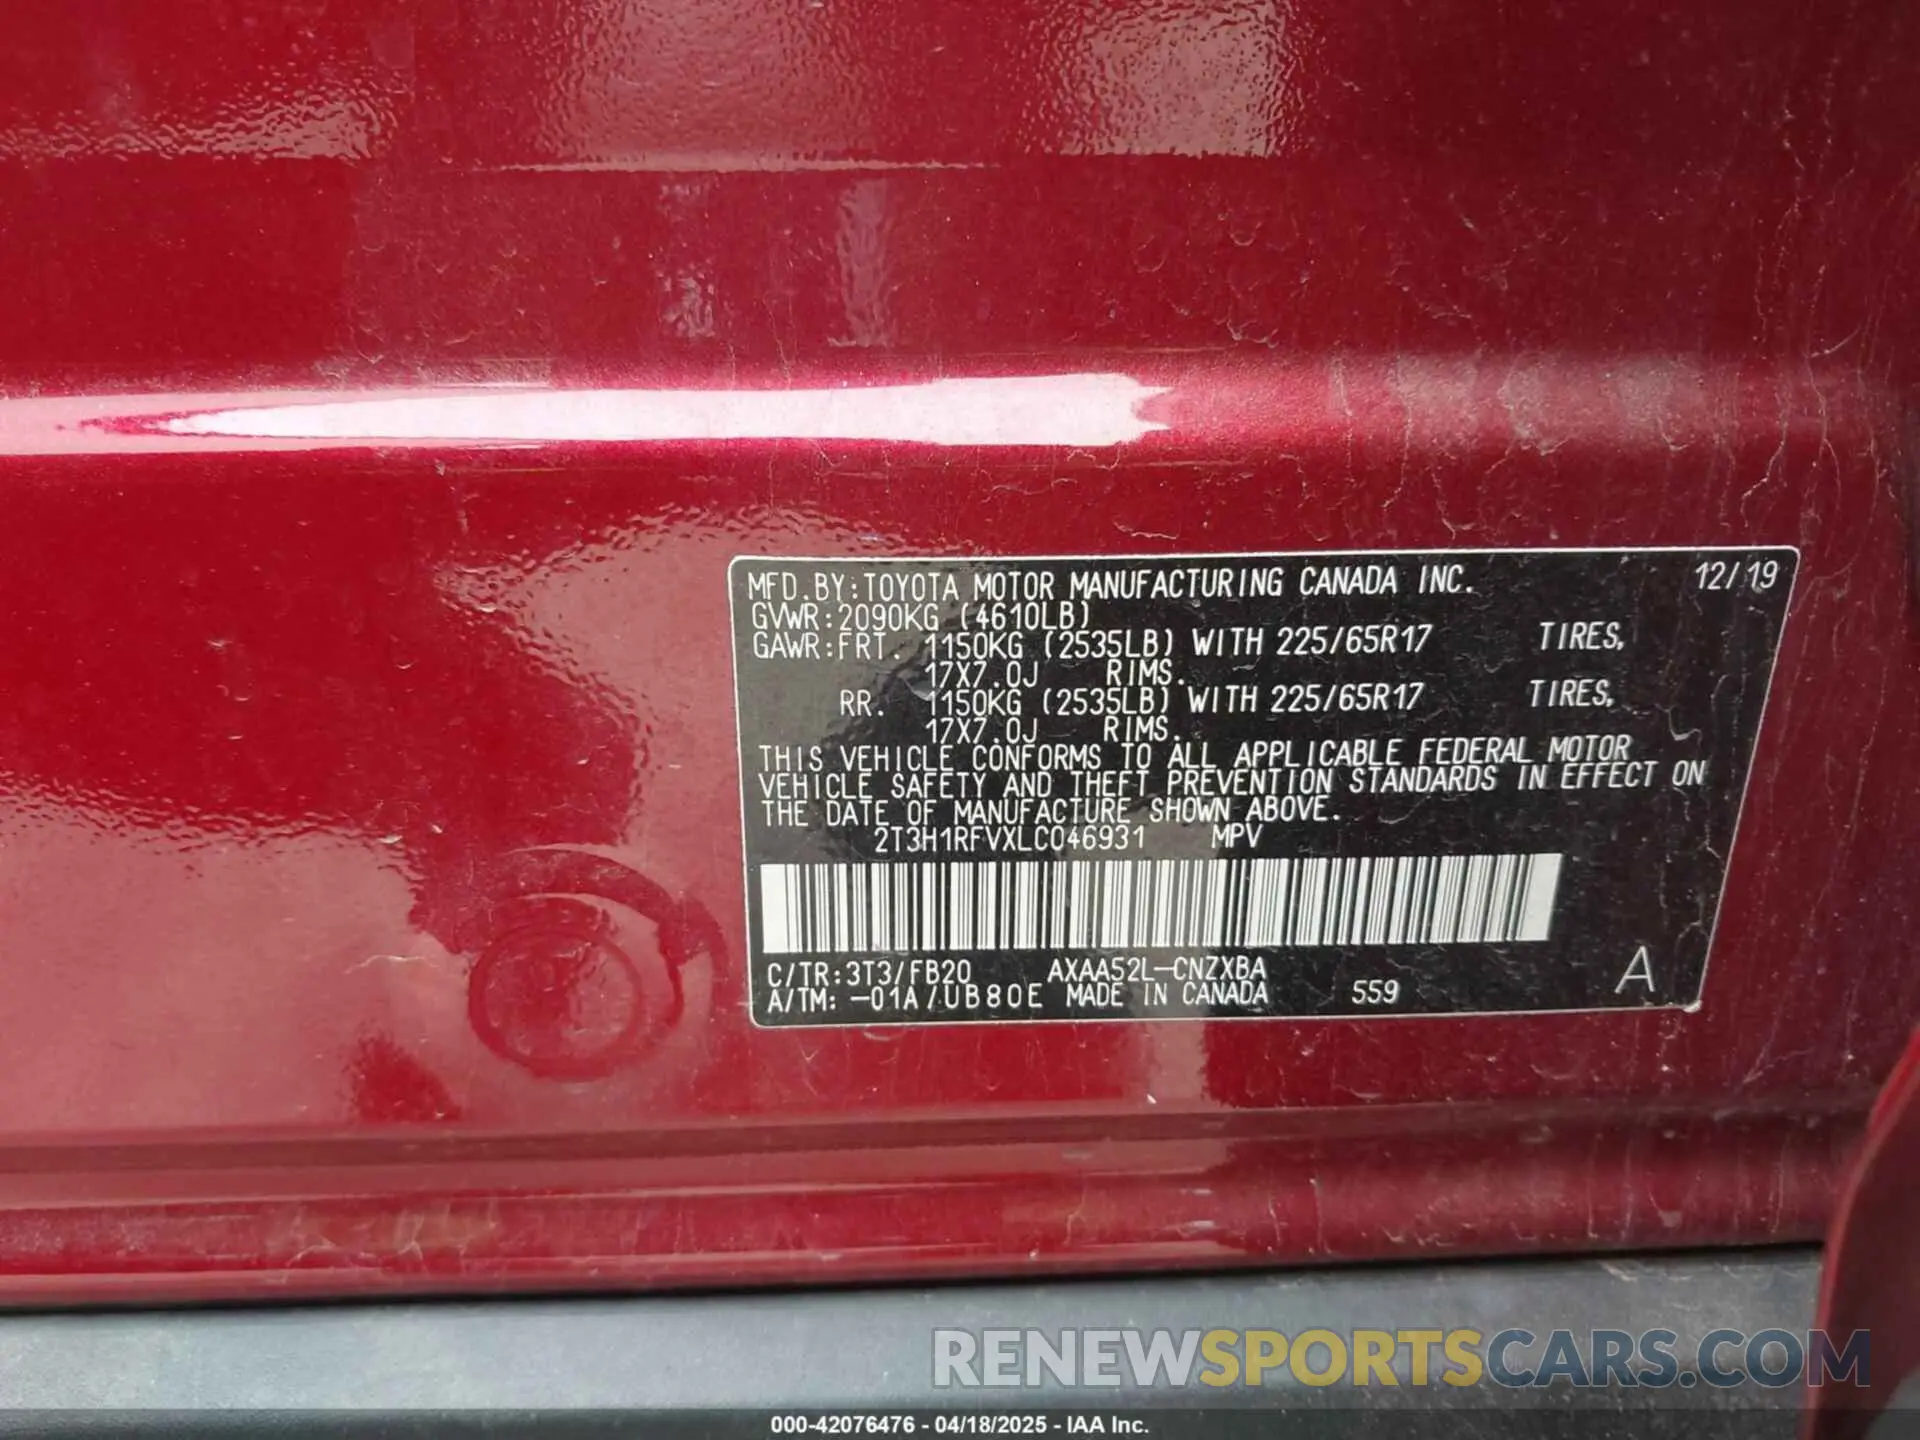 MFD.BY:TOYOTA MOTOR MANUFACTURING CANADA INC. 12/19
GVWR:2090KG (4610LB)
GAWR:FRT. 1150KG (2535LB) WITH 225/65R17 TIRES,
17X7.0J RIMS.
RR. 1150KG (2535LB) WITH 225/65R17 TIRES,
17X7.0J RIMS.
THIS VEHICLE CONFORMS TO ALL APPLICABLE FEDERAL MOTOR
VEHICLE SAFETY AND THEFT PREVENTION STANDARDS IN EFFECT ON
THE DATE OF MANUFACTURE SHOWN ABOVE.
2T3H1RFVXLC046931 MPV
C/TR:3T3/FB20 AXAA52L-CNZXBA
A/TM:-01A/UB80E MADE IN CANADA 559 A
RENEWSPORTSCARS.COM
000-42076476 - 04/18/2025 - IAA Inc.